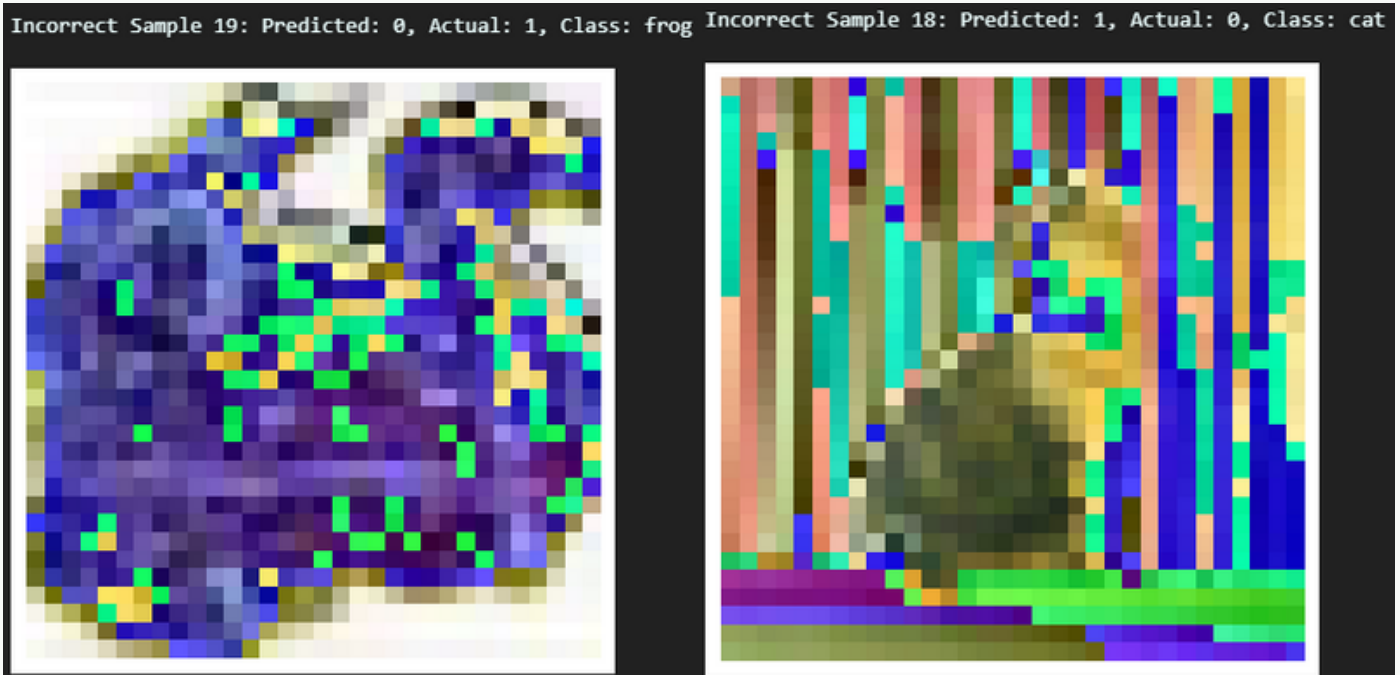 Incorrect Sample 19: Predicted: 0, Actual: 1, Class: frog
Incorrect Sample 18: Predicted: 1, Actual: 0, Class: cat